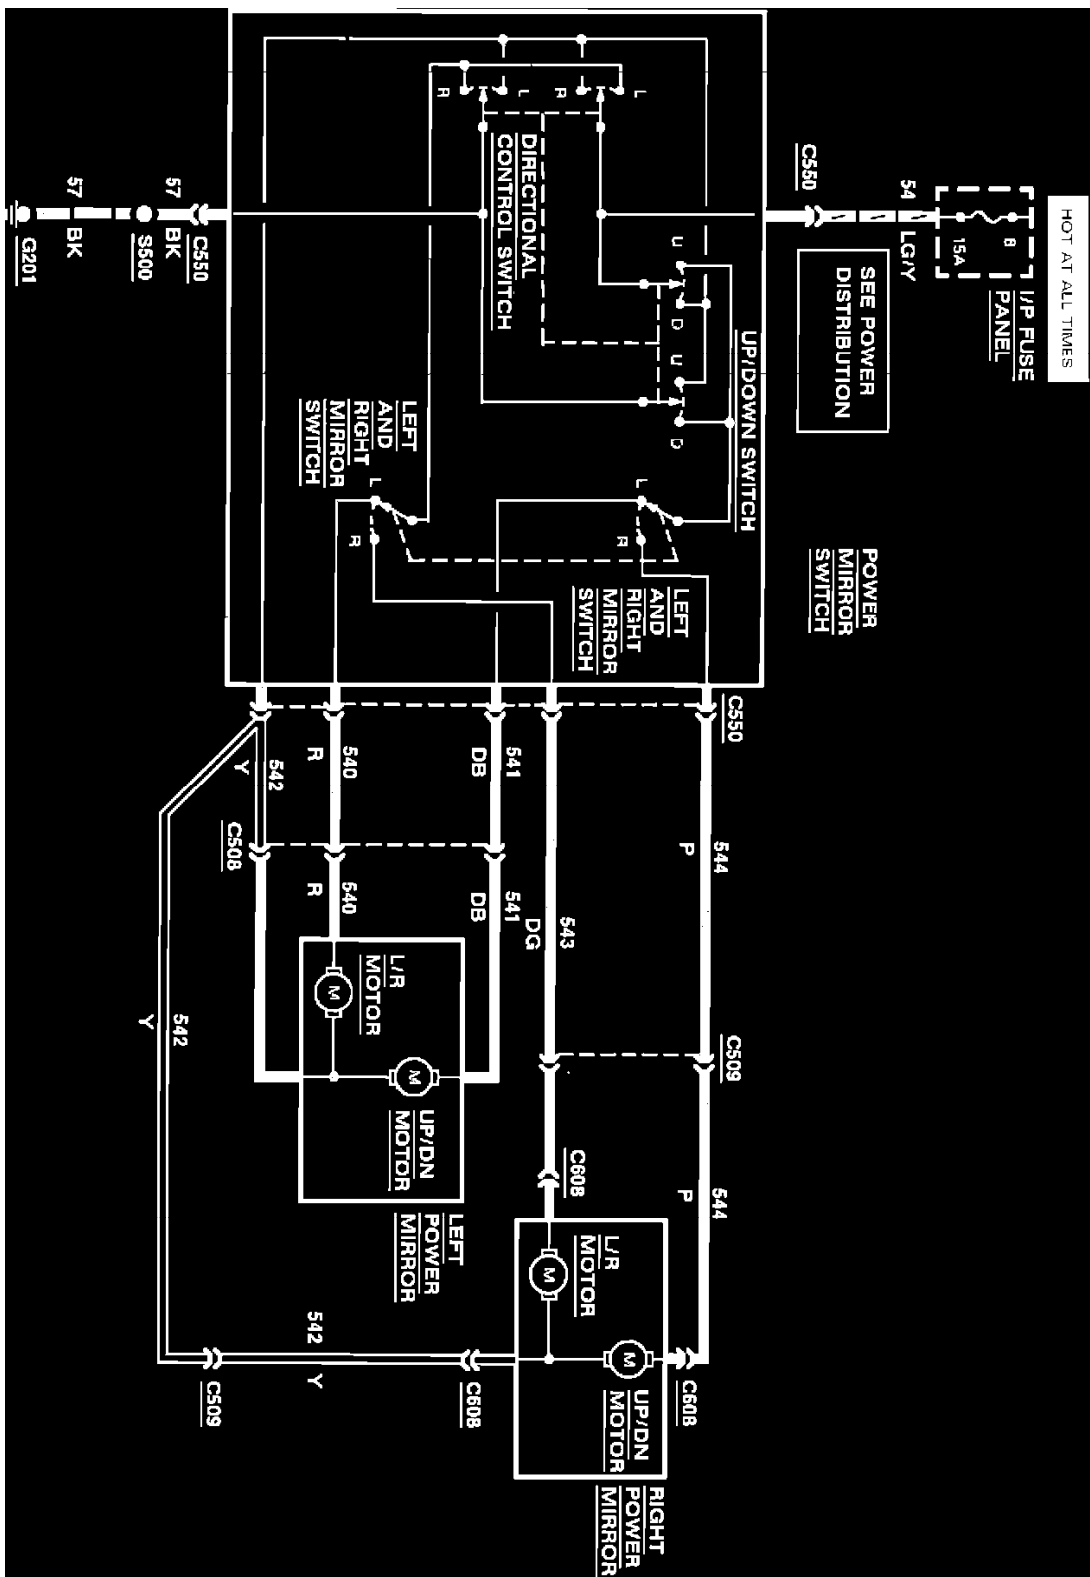 HOT AT ALL TIMES
I/P FUSE
PANEL
8
15A
54
LG/Y
C550
SEE POWER
DISTRIBUTION
POWER
MIRROR
SWITCH
UP/DOWN SWITCH
U
D
U
D
R
L
R
L
DIRECTIONAL
CONTROL SWITCH
C550
57
BK
S500
57
BK
G201
LEFT
AND
RIGHT
MIRROR
SWITCH
L
R
L
R
LEFT
AND
RIGHT
MIRROR
SWITCH
C550
544
P
543
DG
541
DB
540
R
542
Y
C508
541
DB
540
R
L/R
MOTOR
UP/DN
MOTOR
M
M
LEFT
POWER
MIRROR
542
Y
C509
C608
544
P
L/R
MOTOR
UP/DN
MOTOR
M
M
C608
RIGHT
POWER
MIRROR
542
Y
C509
C608